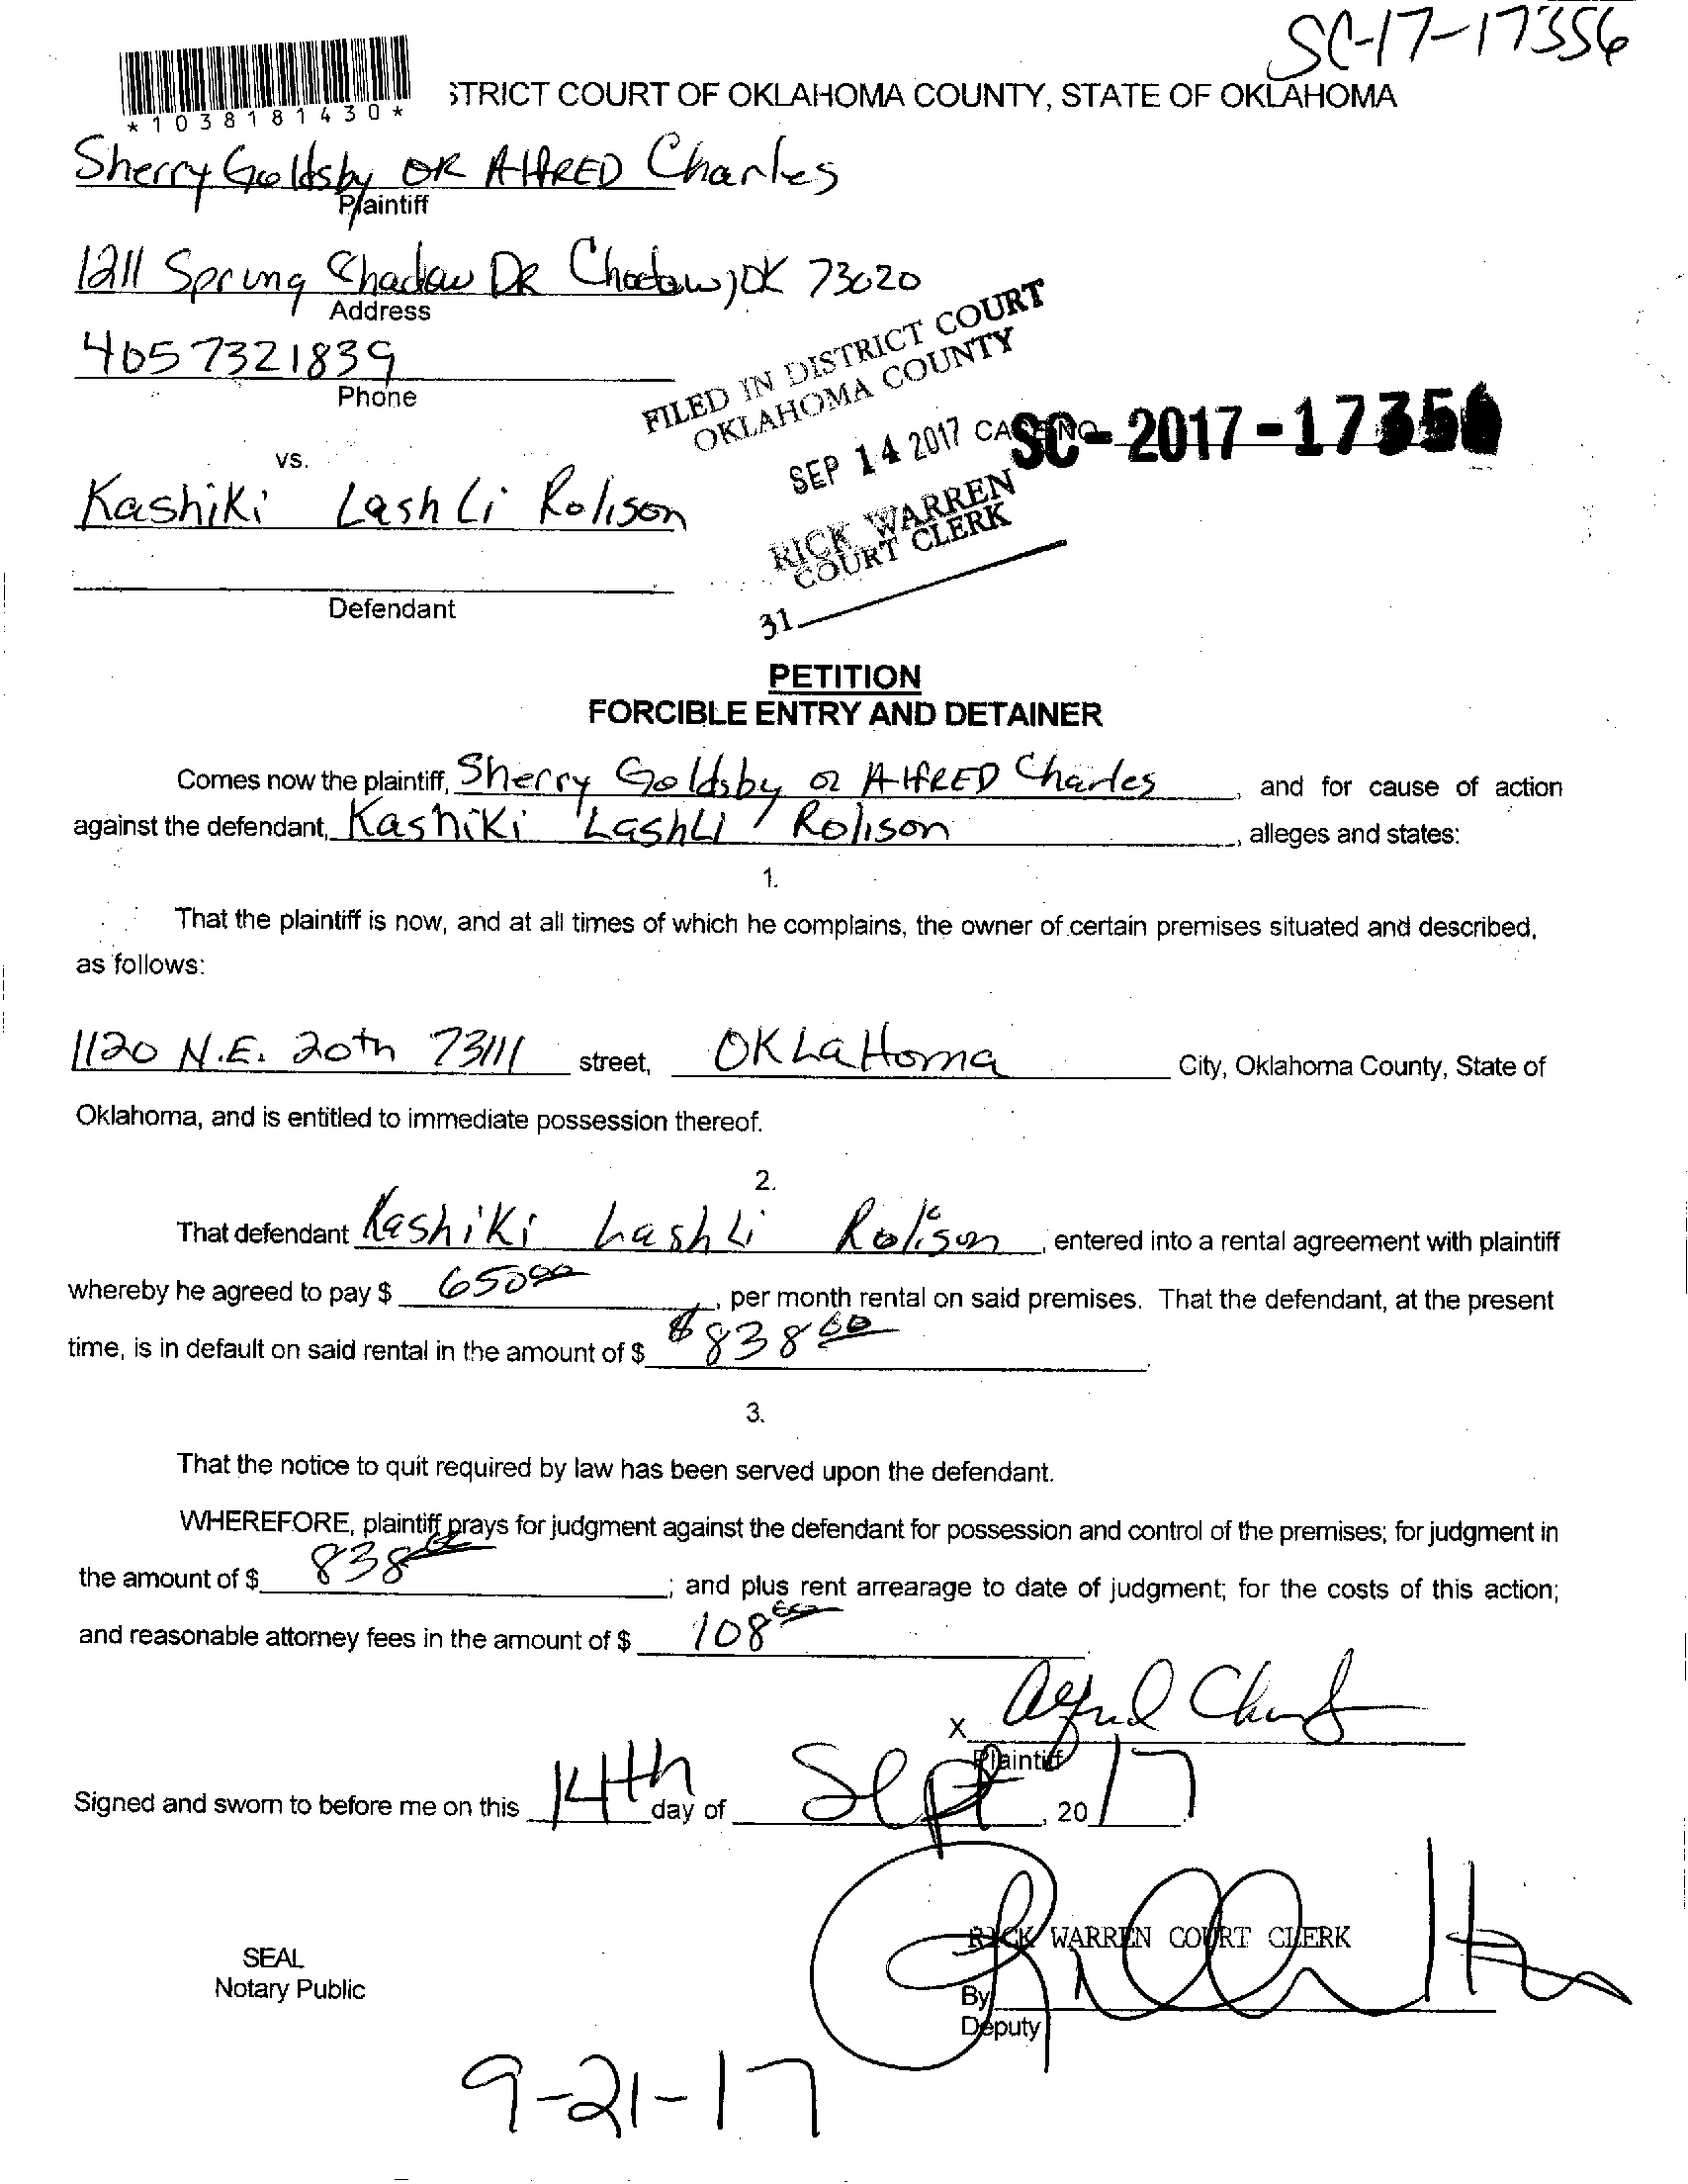 SC-17-17356
*1038181430*
STRICT COURT OF OKLAHOMA COUNTY, STATE OF OKLAHOMA
Sherry Goldsby OR AlfRED Charles
Plaintiff
1211 Spring Shadow DR Choctaw, OK 73020
Address
405 732 1839
Phone
FILED IN DISTRICT COURT
OKLAHOMA COUNTY
SEP 14 2017
CASE NO.
SC-2017-17356
RICK WARREN
COURT CLERK
31
vs.
Kashiki Lashli Rolison
Defendant
PETITION
FORCIBLE ENTRY AND DETAINER
Comes now the plaintiff, Sherry Goldsby OR AlfRED Charles, and for cause of action
against the defendant, Kashiki Lashli Rolison, alleges and states:
1.
That the plaintiff is now, and at all times of which he complains, the owner of certain premises situated and described,
as follows:
1120 N.E. 20th 73111 street, OKLaHoma City, Oklahoma County, State of
Oklahoma, and is entitled to immediate possession thereof.
2.
That defendant Kashiki Lashli Rolison, entered into a rental agreement with plaintiff
whereby he agreed to pay $ 650 00, per month rental on said premises. That the defendant, at the present
time, is in default on said rental in the amount of $ $838 00.
3.
That the notice to quit required by law has been served upon the defendant.
WHEREFORE, plaintiff prays for judgment against the defendant for possession and control of the premises; for judgment in
the amount of $ 838 00; and plus rent arrearage to date of judgment; for the costs of this action;
and reasonable attorney fees in the amount of $ 108 00
X Alfred Charles
Plaintiff
Signed and sworn to before me on this 14th day of Sept, 20 17.
RICK WARREN COURT CLERK
SEAL
Notary Public
By
Deputy
9-21-17